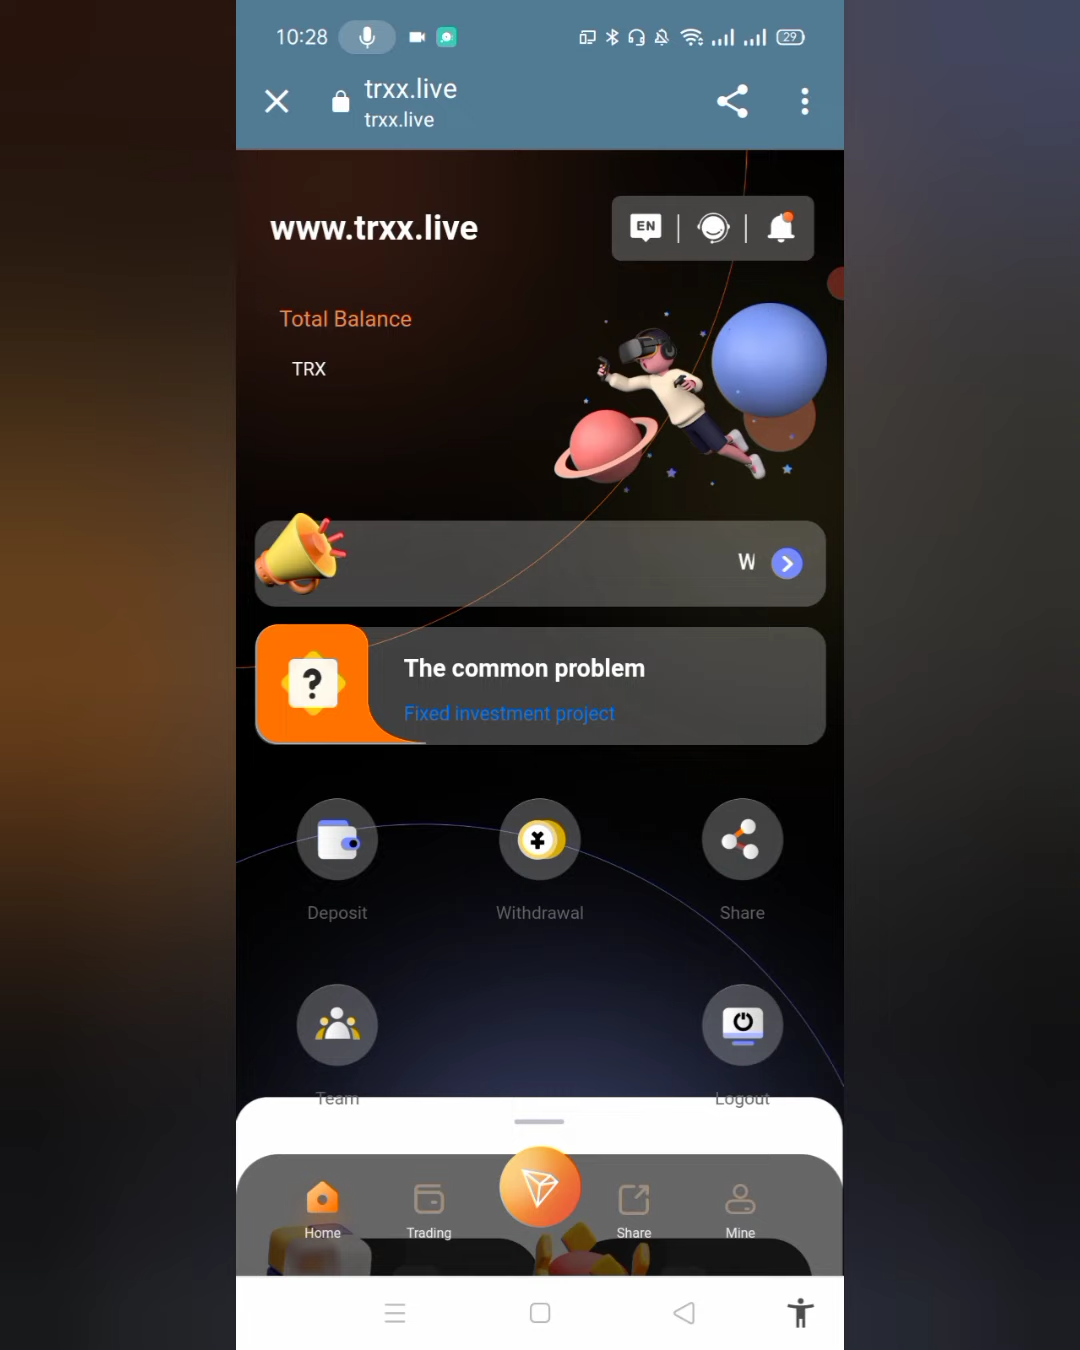 10:28
29
trxx.live
trxx.live
www.trxx.live
EN
Total Balance
TRX
W
?
The common problem
Fixed investment project
¥
Deposit
Withdrawal
Share
Team
Logout
Home
Trading
Share
Mine